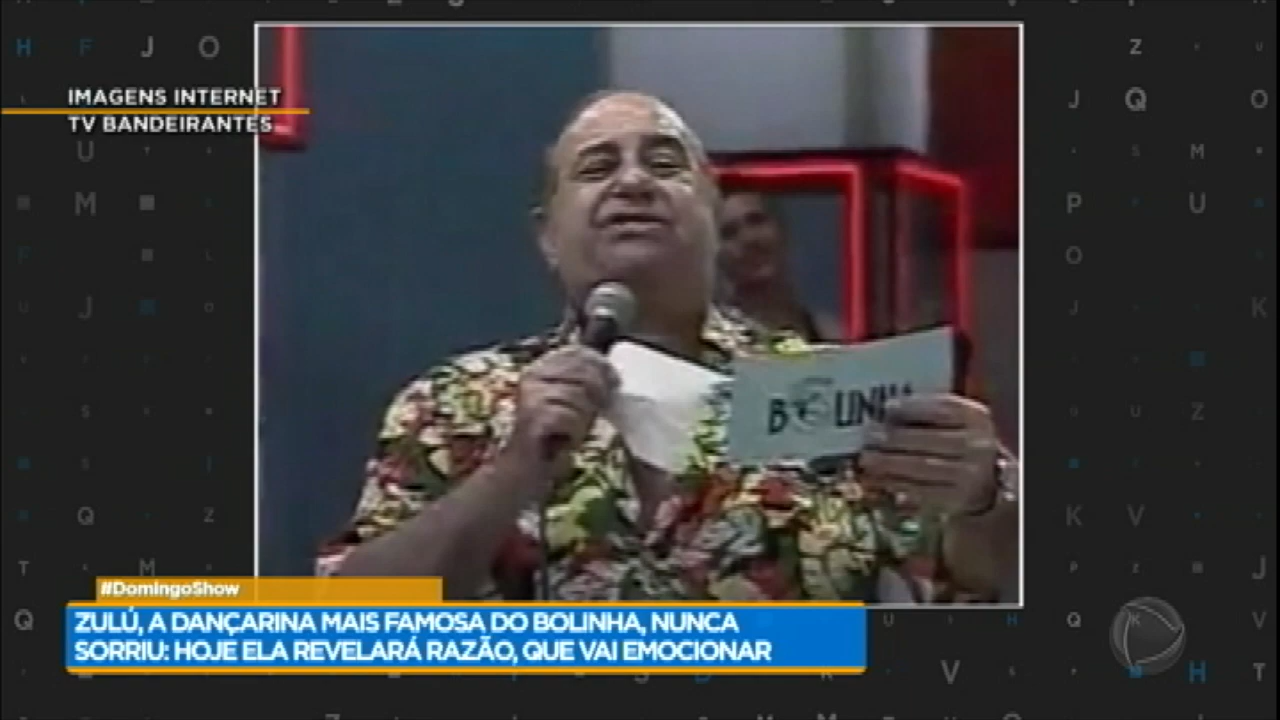 IMAGENS INTERNET
TV BANDEIRANTES
BOLINHA
#DomingoShow
ZULÚ, A DANÇARINA MAIS FAMOSA DO BOLINHA, NUNCA
SORRIU: HOJE ELA REVELARÁ RAZÃO, QUE VAI EMOCIONAR